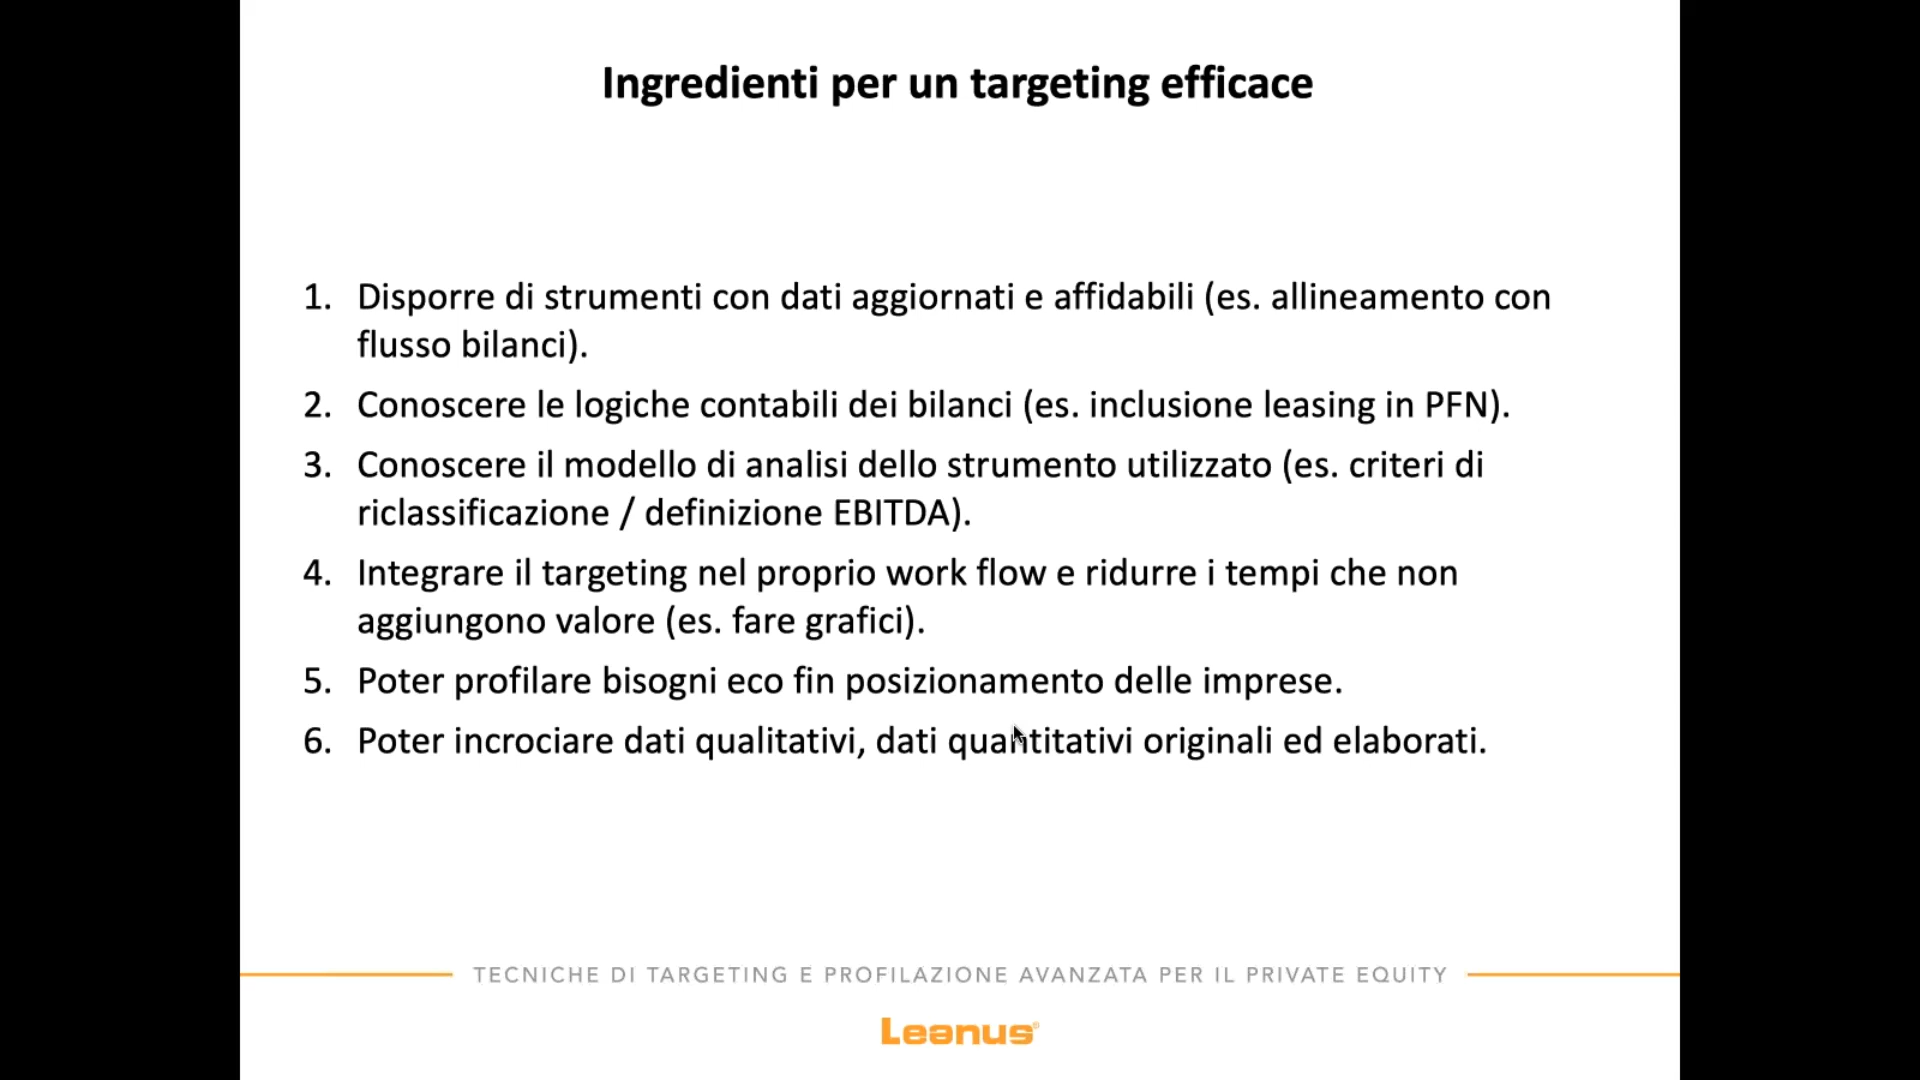 Ingredienti per un targeting efficace
1. Disporre di strumenti con dati aggiornati e affidabili (es. allineamento con
flusso bilanci).
2. Conoscere le logiche contabili dei bilanci (es. inclusione leasing in PFN).
3. Conoscere il modello di analisi dello strumento utilizzato (es. criteri di
riclassificazione / definizione EBITDA).
4. Integrare il targeting nel proprio work flow e ridurre i tempi che non
aggiungono valore (es. fare grafici).
5. Poter profilare bisogni eco fin posizionamento delle imprese.
6. Poter incrociare dati qualitativi, dati quantitativi originali ed elaborati.
TECNICHE DI TARGETING E PROFILAZIONE AVANZATA PER IL PRIVATE EQUITY
Leanus®